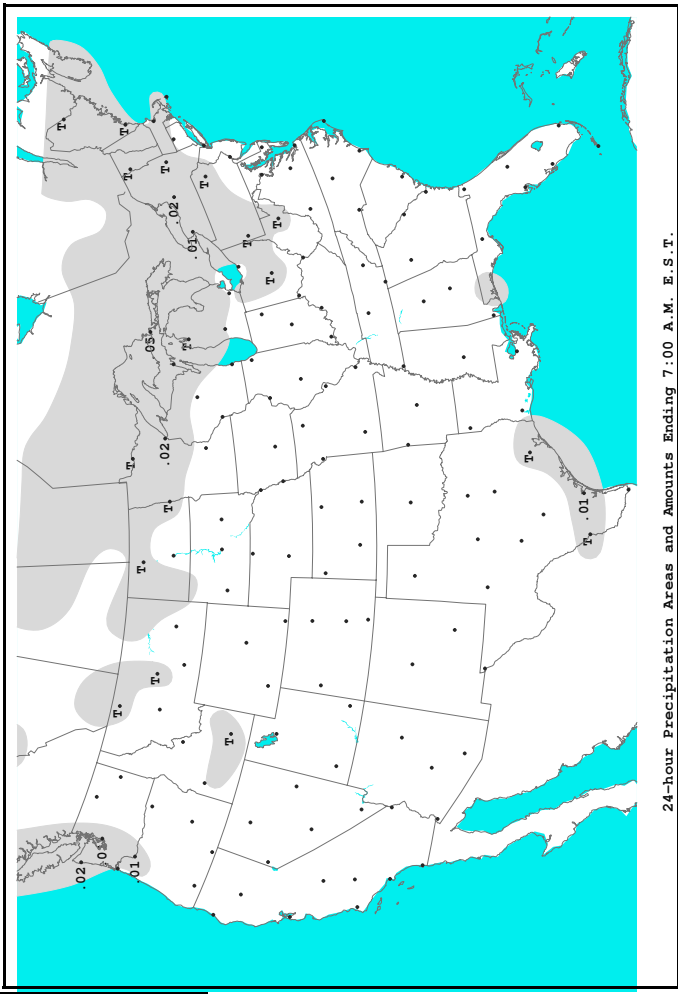 T
.02
.01
T
T
T
T
.01
T
.05
T
.02
T
T
.02
T
.01
T
T
T
T
T
T
.01
T
24-hour Precipitation Areas and Amounts Ending 7:00 A.M. E.S.T.